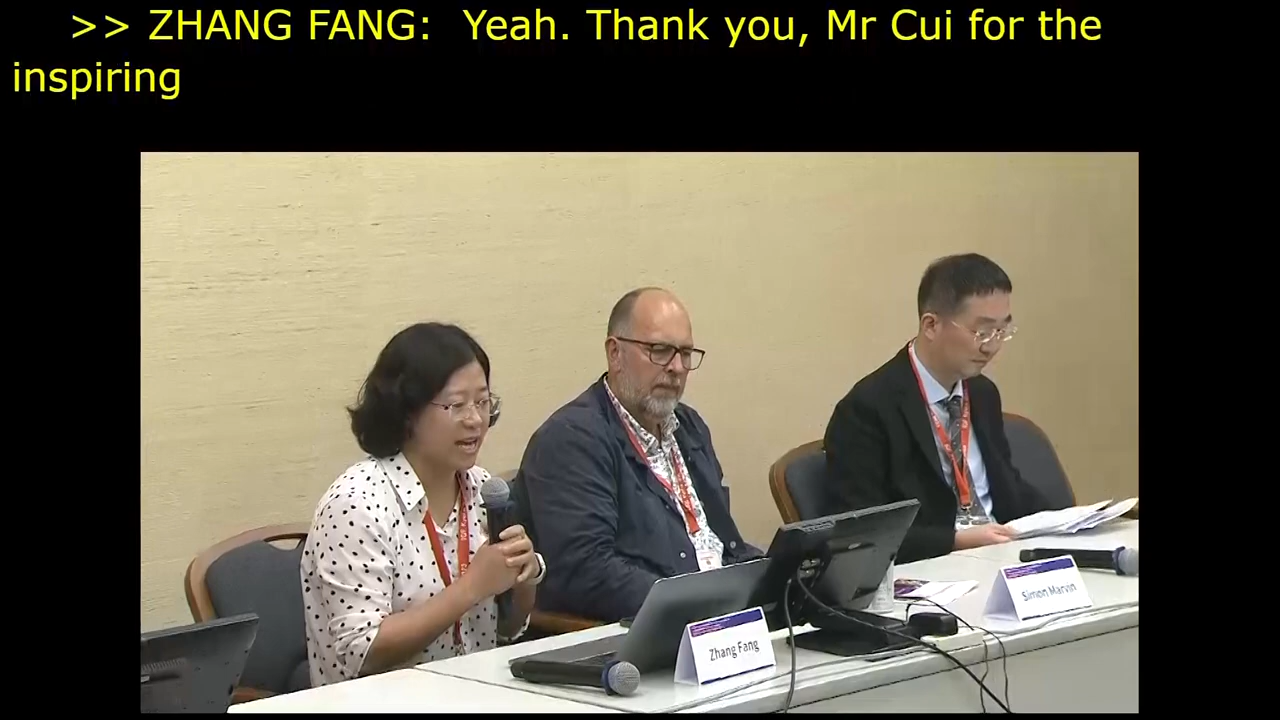 >> ZHANG FANG: Yeah. Thank you, Mr Cui for the
inspiring
Zhang Fang
Simon Marvin